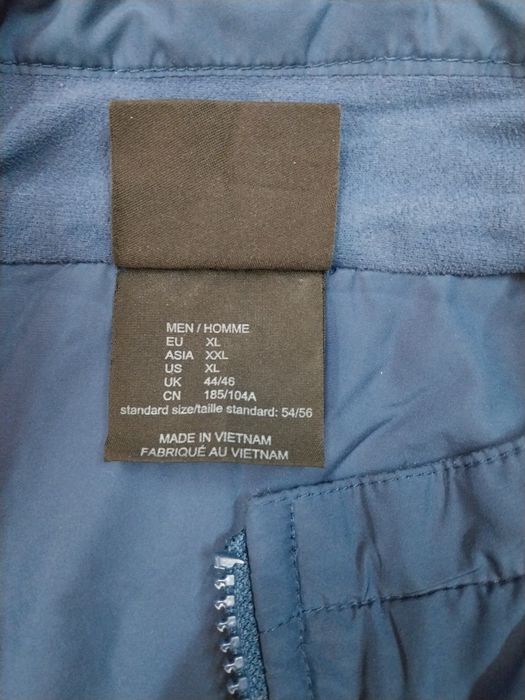 MEN / HOMME
EU XL
ASIA XXL
US XL
UK 44/46
CN 185/104A
standard size/taille standard: 54/56
MADE IN VIETNAM
FABRIQUÉ AU VIETNAM